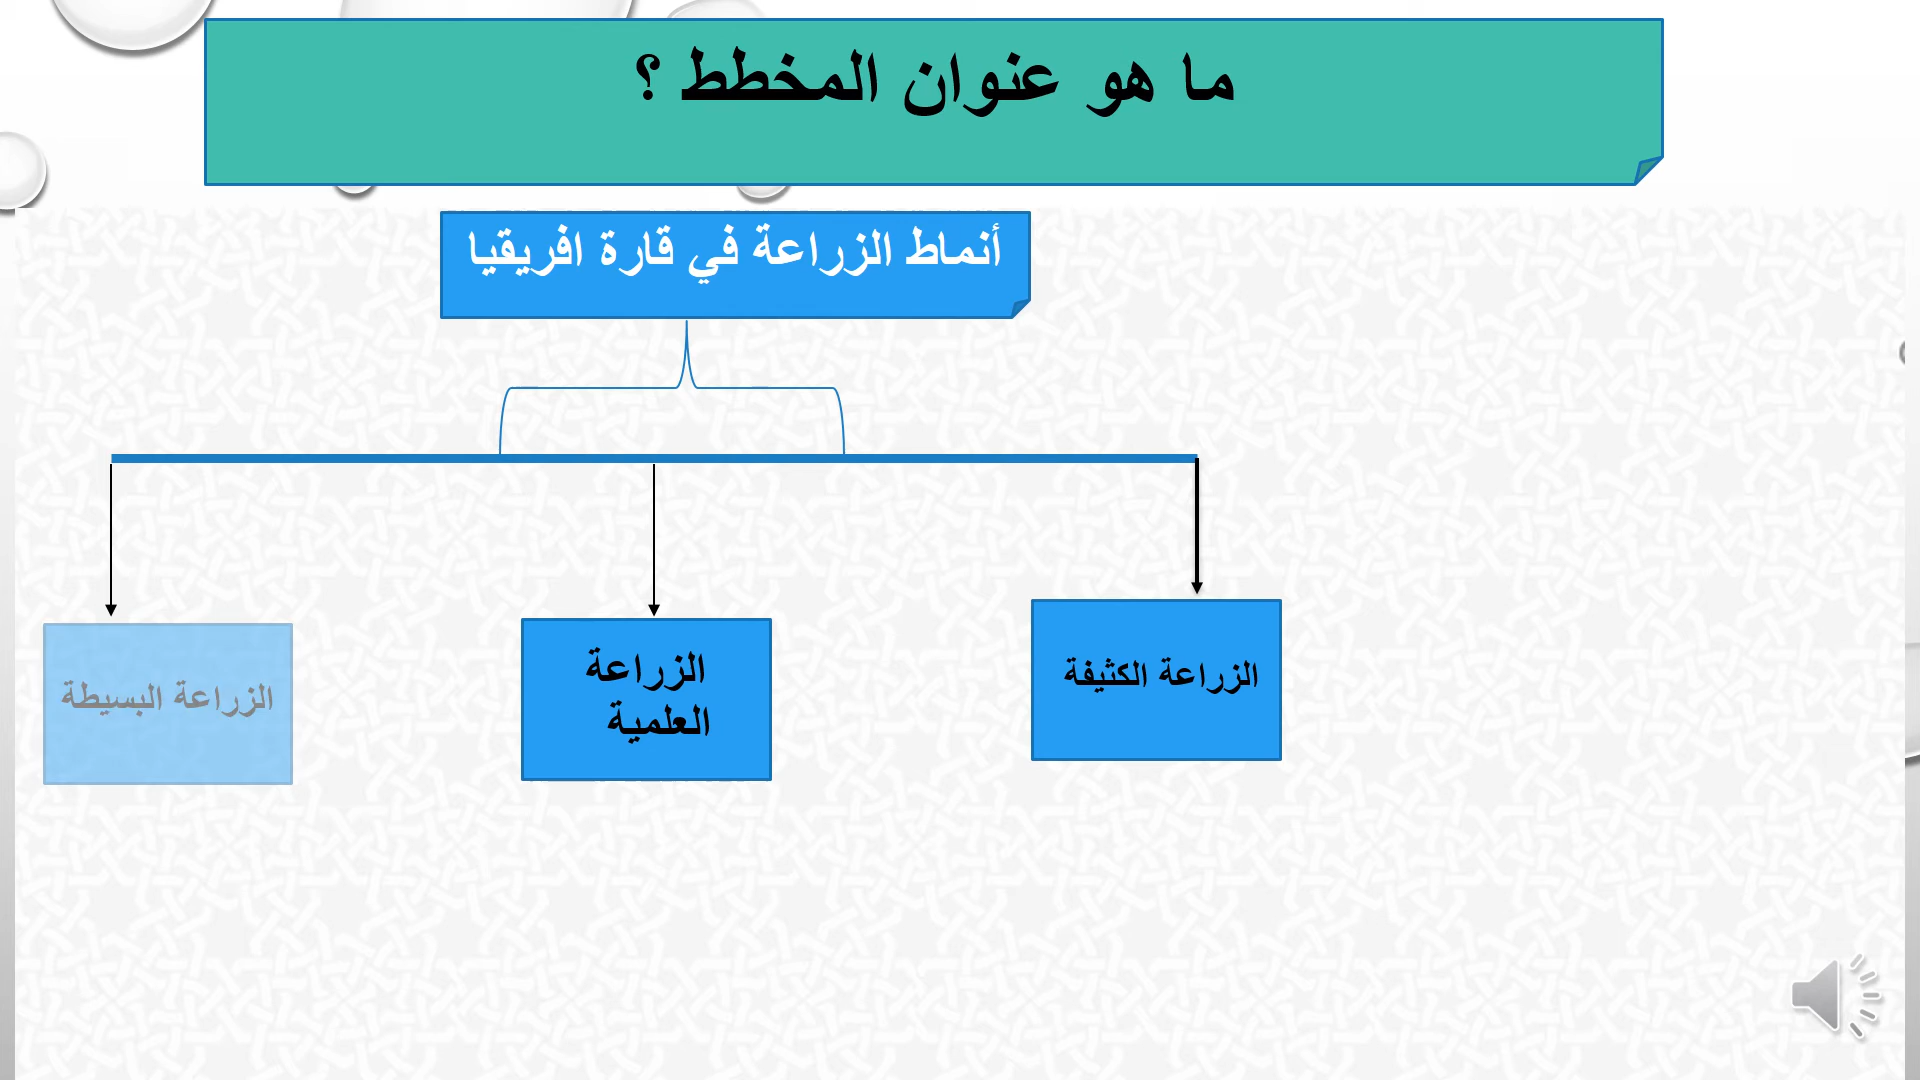 ما هو عنوان المخطط ؟
أنماط الزراعة في قارة افريقيا
الزراعة الكثيفة
الزراعة
العلمية
الزراعة البسيطة